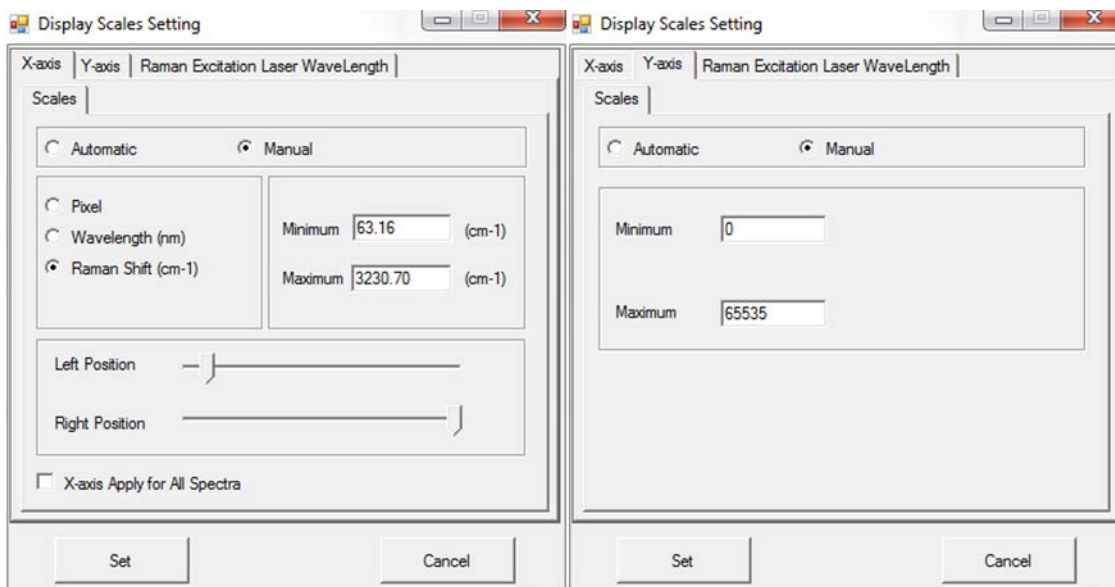 Display Scales Setting
X-axis Y-axis Raman Excitation Laser WaveLength
Scales
Automatic Manual
Pixel
Wavelength (nm)
Raman Shift (cm-1)
Minimum 63.16 (cm-1)
Maximum 3230.70 (cm-1)
Left Position
Right Position
X-axis Apply for All Spectra
Set Cancel
Display Scales Setting
X-axis Y-axis Raman Excitation Laser WaveLength
Scales
Automatic Manual
Minimum 0
Maximum 65535
Set Cancel